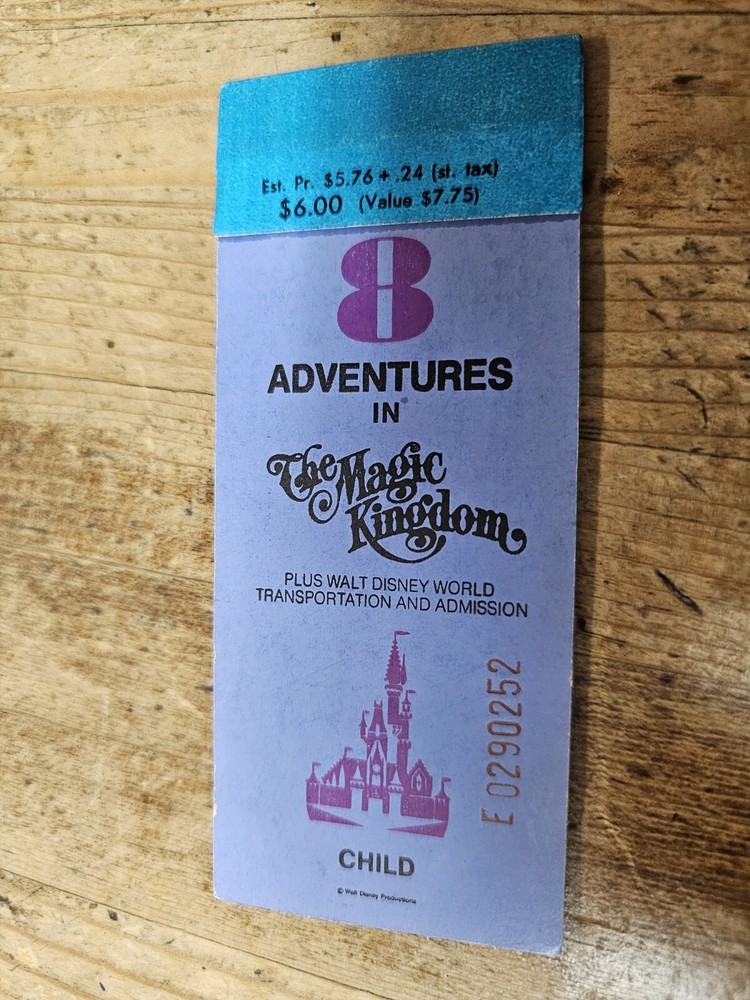 Est. Pr. $5.76 + .24 (st. tax)
$6.00 (Value $7.75)
8
ADVENTURES
IN
The Magic
Kingdom
PLUS WALT DISNEY WORLD
TRANSPORTATION AND ADMISSION
E 0290252
CHILD
© Walt Disney Productions